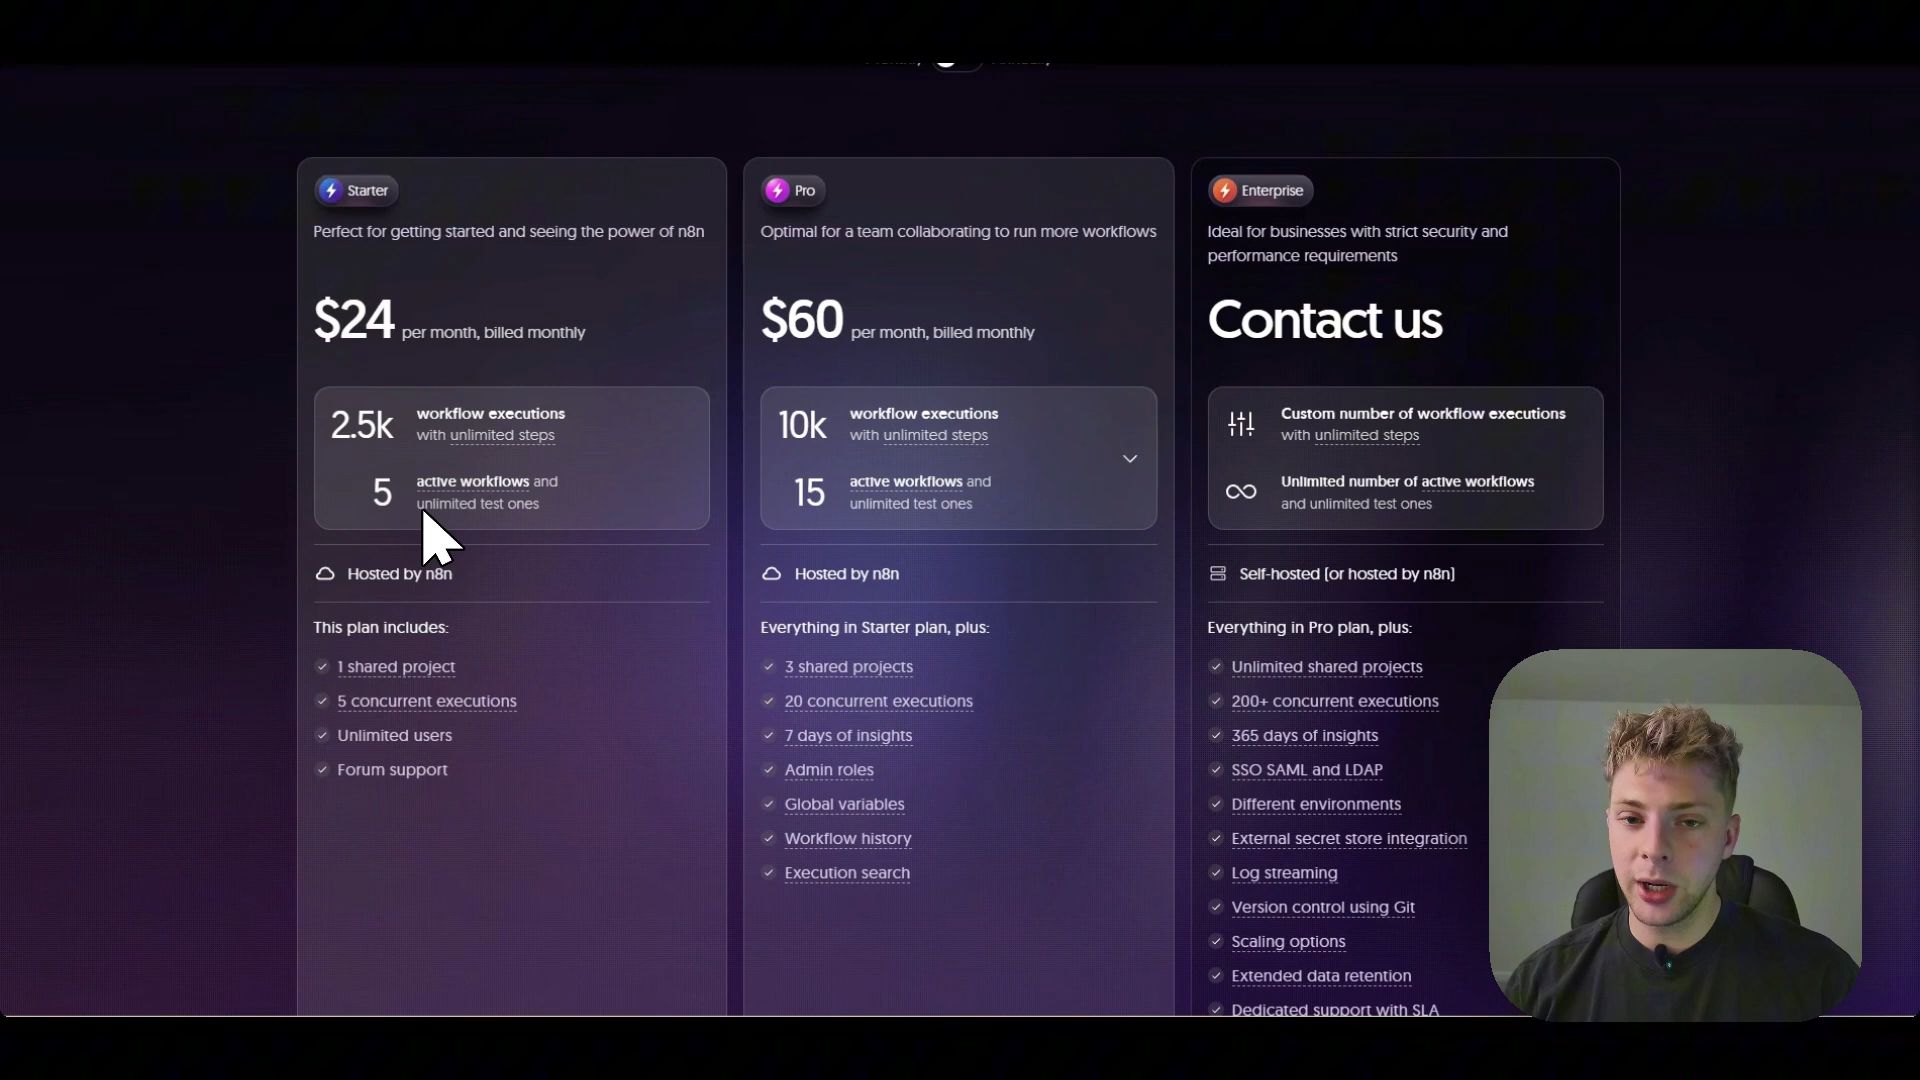 Starter
Perfect for getting started and seeing the power of n8n
$24 per month, billed monthly
2.5k workflow executions
with unlimited steps
5 active workflows and
unlimited test ones
Hosted by n8n
This plan includes:
1 shared project
5 concurrent executions
Unlimited users
Forum support
Pro
Optimal for a team collaborating to run more workflows
$60 per month, billed monthly
10k workflow executions
with unlimited steps
15 active workflows and
unlimited test ones
Hosted by n8n
Everything in Starter plan, plus:
3 shared projects
20 concurrent executions
7 days of insights
Admin roles
Global variables
Workflow history
Execution search
Enterprise
Ideal for businesses with strict security and
performance requirements
Contact us
Custom number of workflow executions
with unlimited steps
Unlimited number of active workflows
and unlimited test ones
Self-hosted (or hosted by n8n)
Everything in Pro plan, plus:
Unlimited shared projects
200+ concurrent executions
365 days of insights
SSO SAML and LDAP
Different environments
External secret store integration
Log streaming
Version control using Git
Scaling options
Extended data retention
Dedicated support with SLA